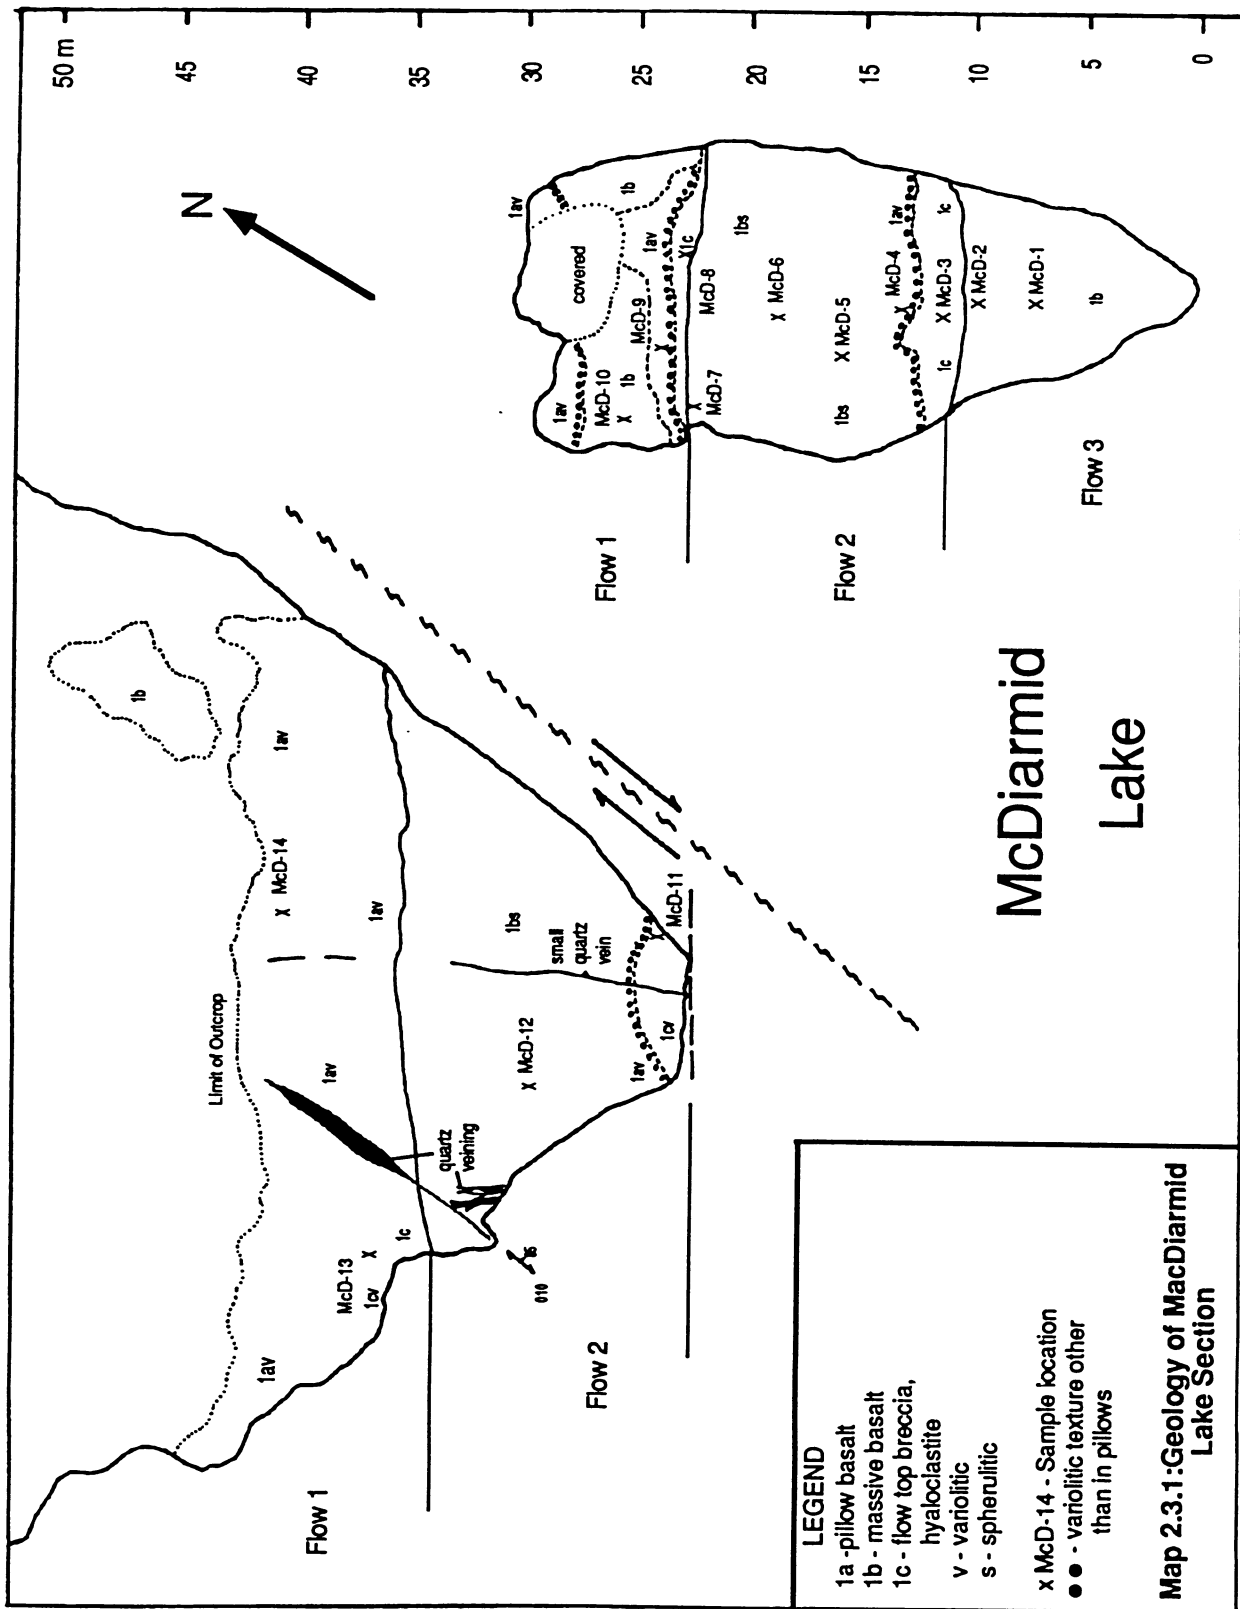 50 m
45
40
35
30
25
20
15
10
5
0
N
1b
1av
X McD-14
Limit of Outcrop
1av
1av
1av
McD-13
X
1cv
1c
quartz
veining
X McD-12
1bs
small
quartz
vein
1av
1cv
McD-11
85
010
Flow 1
Flow 2
1av
covered
1av
McD-10
X
1b
McD-9
X
1av
1b
X1c
McD-8
X
McD-7
1bs
X McD-6
X McD-5
1bs
McD-4
X
1av
1c
X McD-3
1c
X McD-2
X McD-1
1b
Flow 1
Flow 2
Flow 3
McDiarmid
Lake
LEGEND
1a -pillow basalt
1b - massive basalt
1c - flow top breccia,
hyaloclastite
v - variolitic
s - spherulitic
x McD-14 - Sample location
●● - variolitic texture other
than in pillows
Map 2.3.1:Geology of MacDiarmid
Lake Section